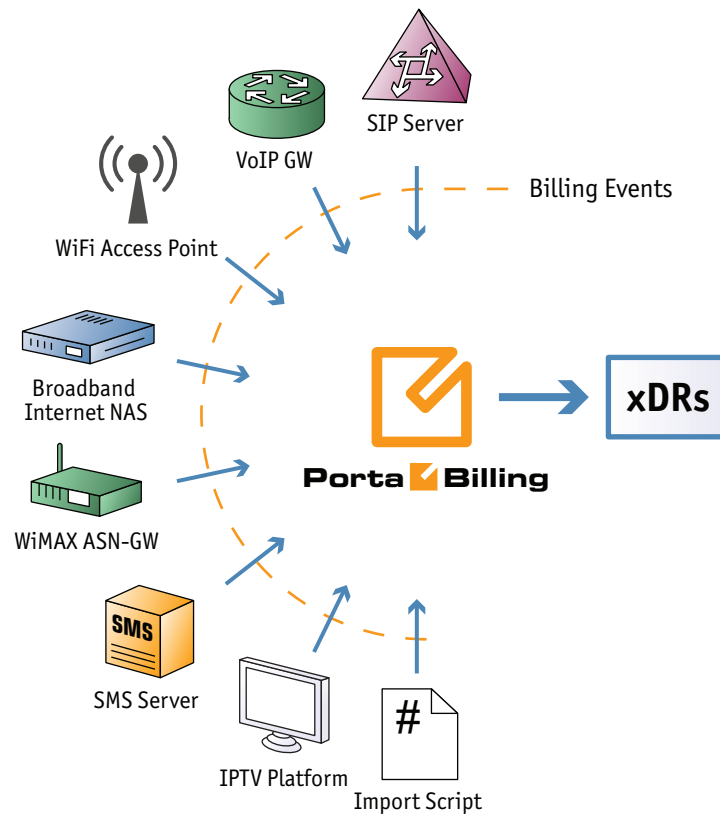 SIP Server
VoIP GW
Billing Events
WiFi Access Point
Broadband
Internet NAS
xDRs
Porta Billing
WiMAX ASN-GW
SMS
SMS Server
IPTV Platform
#
Import Script